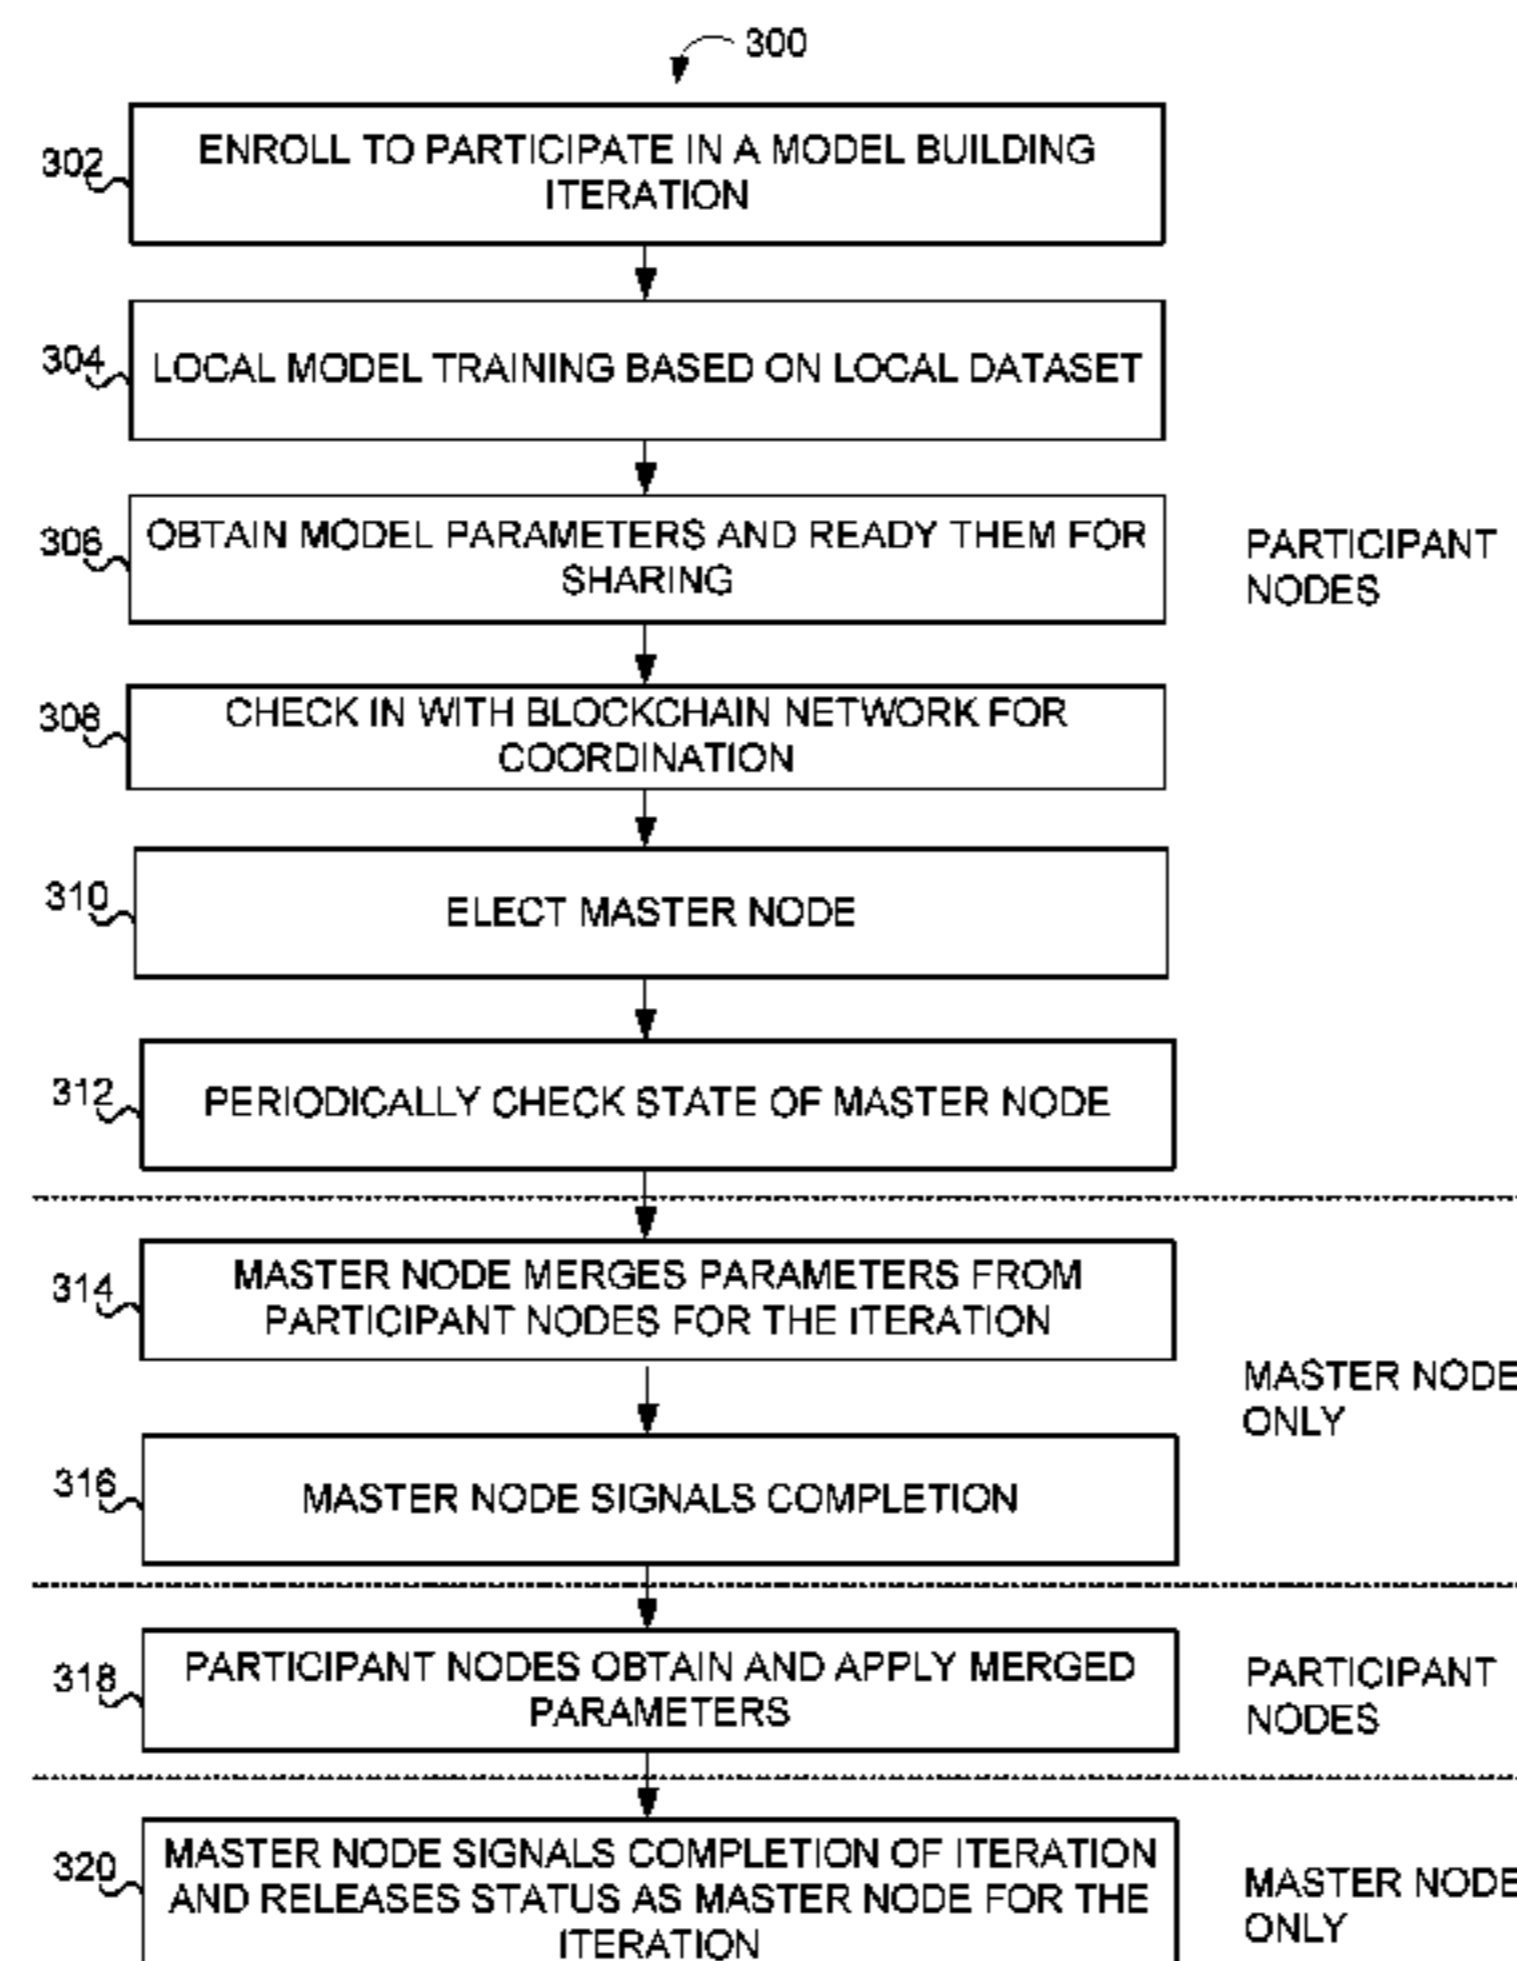 300
302
ENROLL TO PARTICIPATE IN A MODEL BUILDING
ITERATION
304
LOCAL MODEL TRAINING BASED ON LOCAL DATASET
306
OBTAIN MODEL PARAMETERS AND READY THEM FOR
SHARING
PARTICIPANT
NODES
308
CHECK IN WITH BLOCKCHAIN NETWORK FOR
COORDINATION
310
ELECT MASTER NODE
312
PERIODICALLY CHECK STATE OF MASTER NODE
314
MASTER NODE MERGES PARAMETERS FROM
PARTICIPANT NODES FOR THE ITERATION
MASTER NODE
ONLY
316
MASTER NODE SIGNALS COMPLETION
318
PARTICIPANT NODES OBTAIN AND APPLY MERGED
PARAMETERS
PARTICIPANT
NODES
320
MASTER NODE SIGNALS COMPLETION OF ITERATION
AND RELEASES STATUS AS MASTER NODE FOR THE
ITERATION
MASTER NODE
ONLY